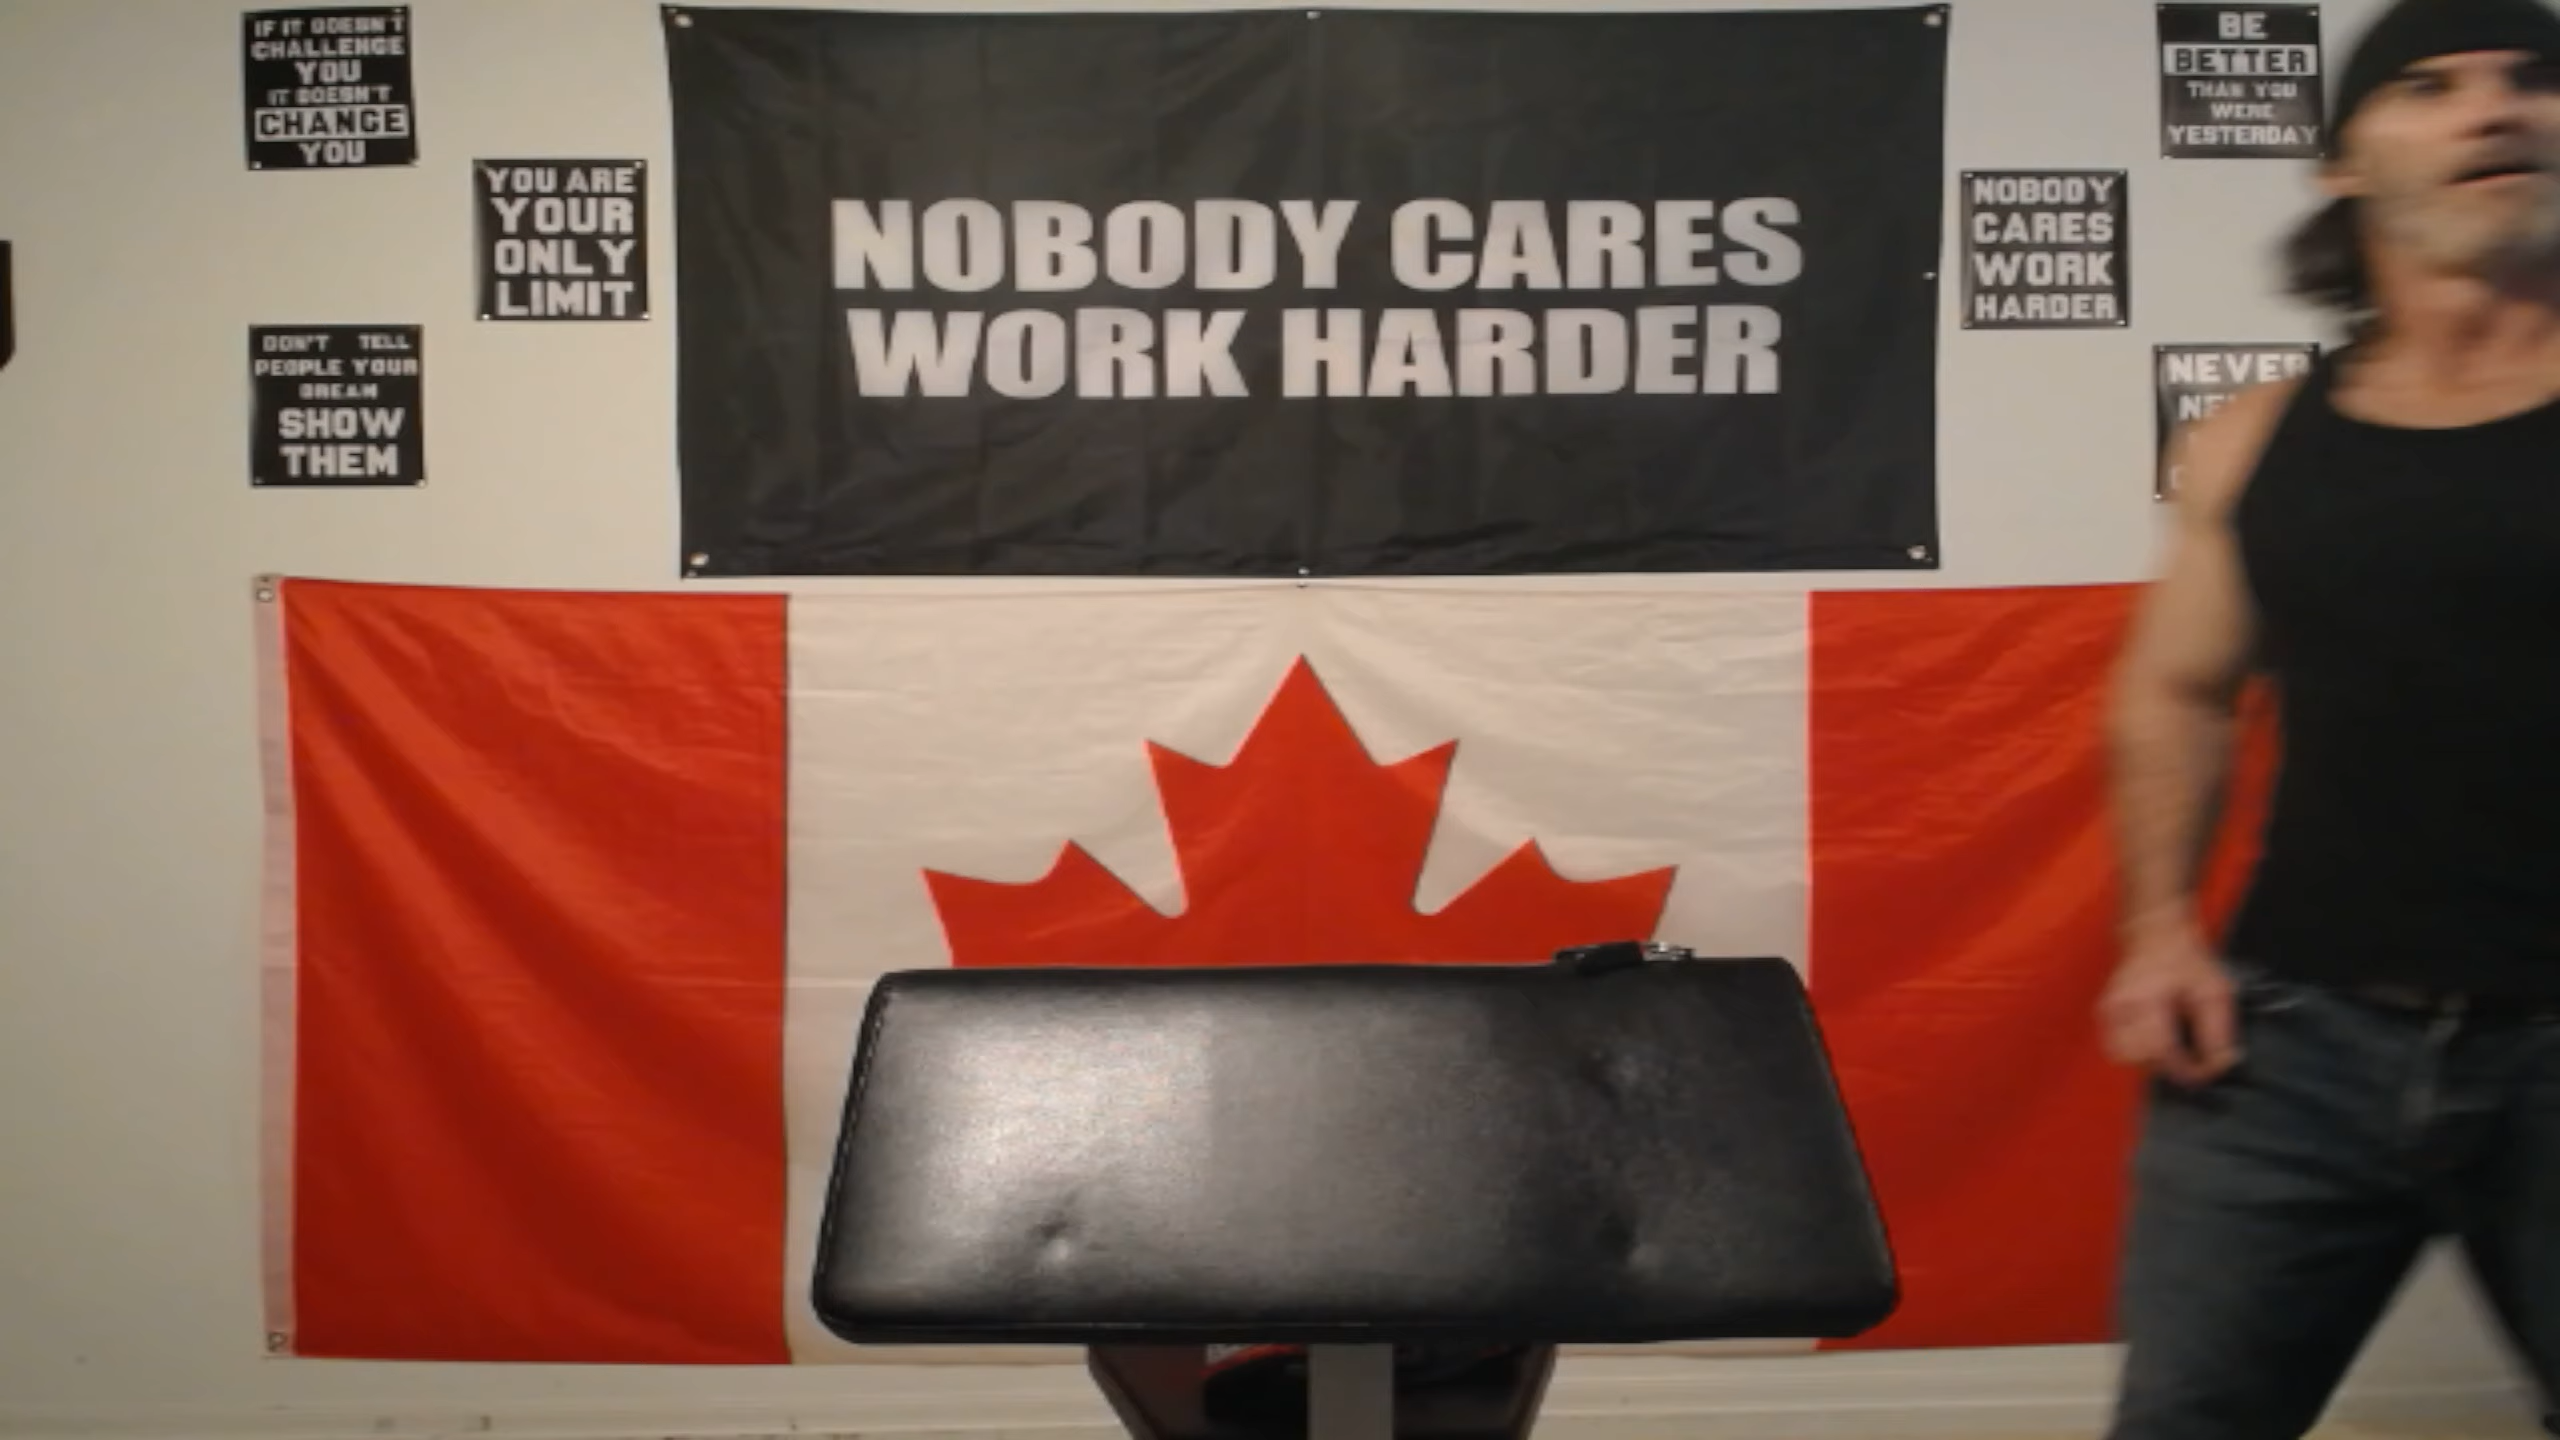 IF IT DOESN'T
CHALLENGE
YOU
IT DOESN'T
CHANGE
YOU
YOU ARE
YOUR
ONLY
LIMIT
DON'T TELL
PEOPLE YOUR
DREAM
SHOW
THEM
NOBODY CARES
WORK HARDER
NOBODY
CARES
WORK
HARDER
BE
BETTER
THAN YOU
WERE
YESTERDAY
NEVER